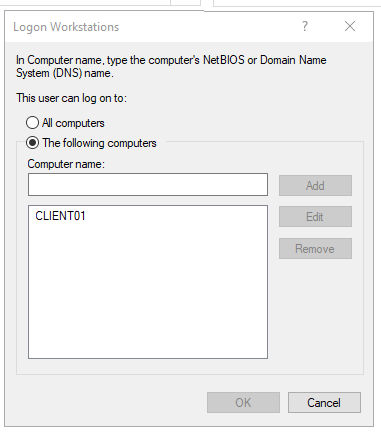 Logon Workstations
In Computer name, type the computer's NetBIOS or Domain Name
System (DNS) name.
This user can log on to:
All computers
The following computers
Computer name:
Add
CLIENT01
Edit
Remove
OK
Cancel